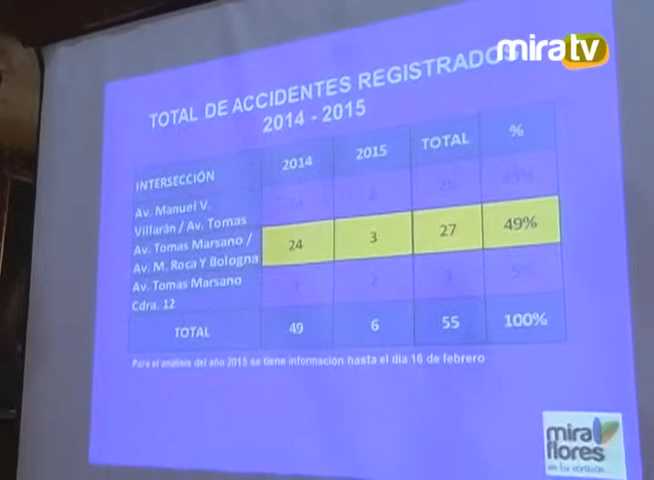 miratv
TOTAL DE ACCIDENTES REGISTRADOS
2014 - 2015
INTERSECCIÓN 2014 2015 TOTAL %
Av. Manuel V.
Villarán / Av. Tomas
Av. Tomas Marsano /
Av. M. Roca Y Bologna
24 3 27 49%
Av. Tomas Marsano
Cdra. 12
TOTAL 49 6 55 100%
Para el analisis del año 2015 se tiene información hasta el dia 16 de febrero
mira
flores